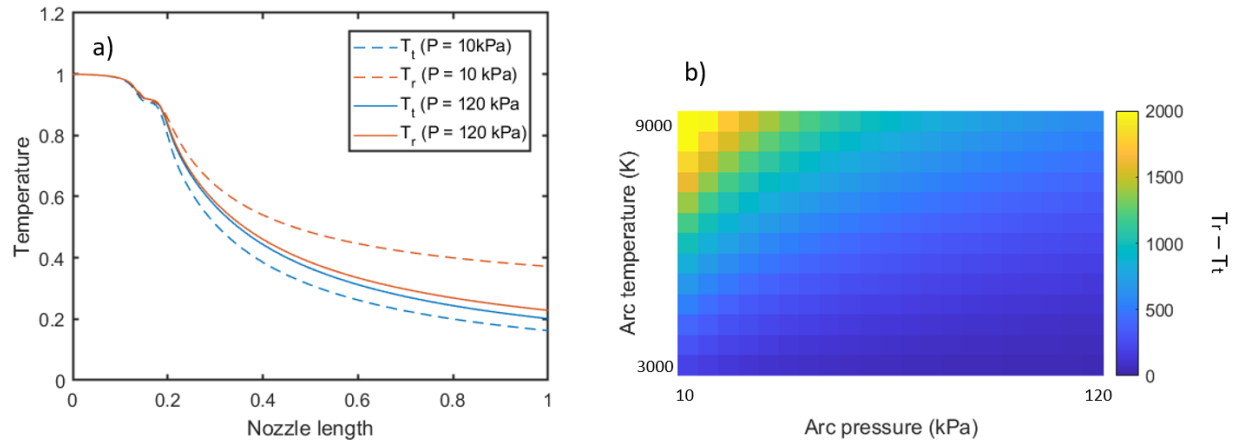 a)
1.2
1
0.8
0.6
0.4
0.2
0
Temperature
T_t (P = 10kPa)
T_r (P = 10 kPa)
T_t (P = 120 kPa
T_r (P = 120 kPa)
0 0.2 0.4 0.6 0.8 1
Nozzle length
b)
9000
3000
Arc temperature (K)
10 120
Arc pressure (kPa)
2000
1500
1000
500
0
Tr – Tt